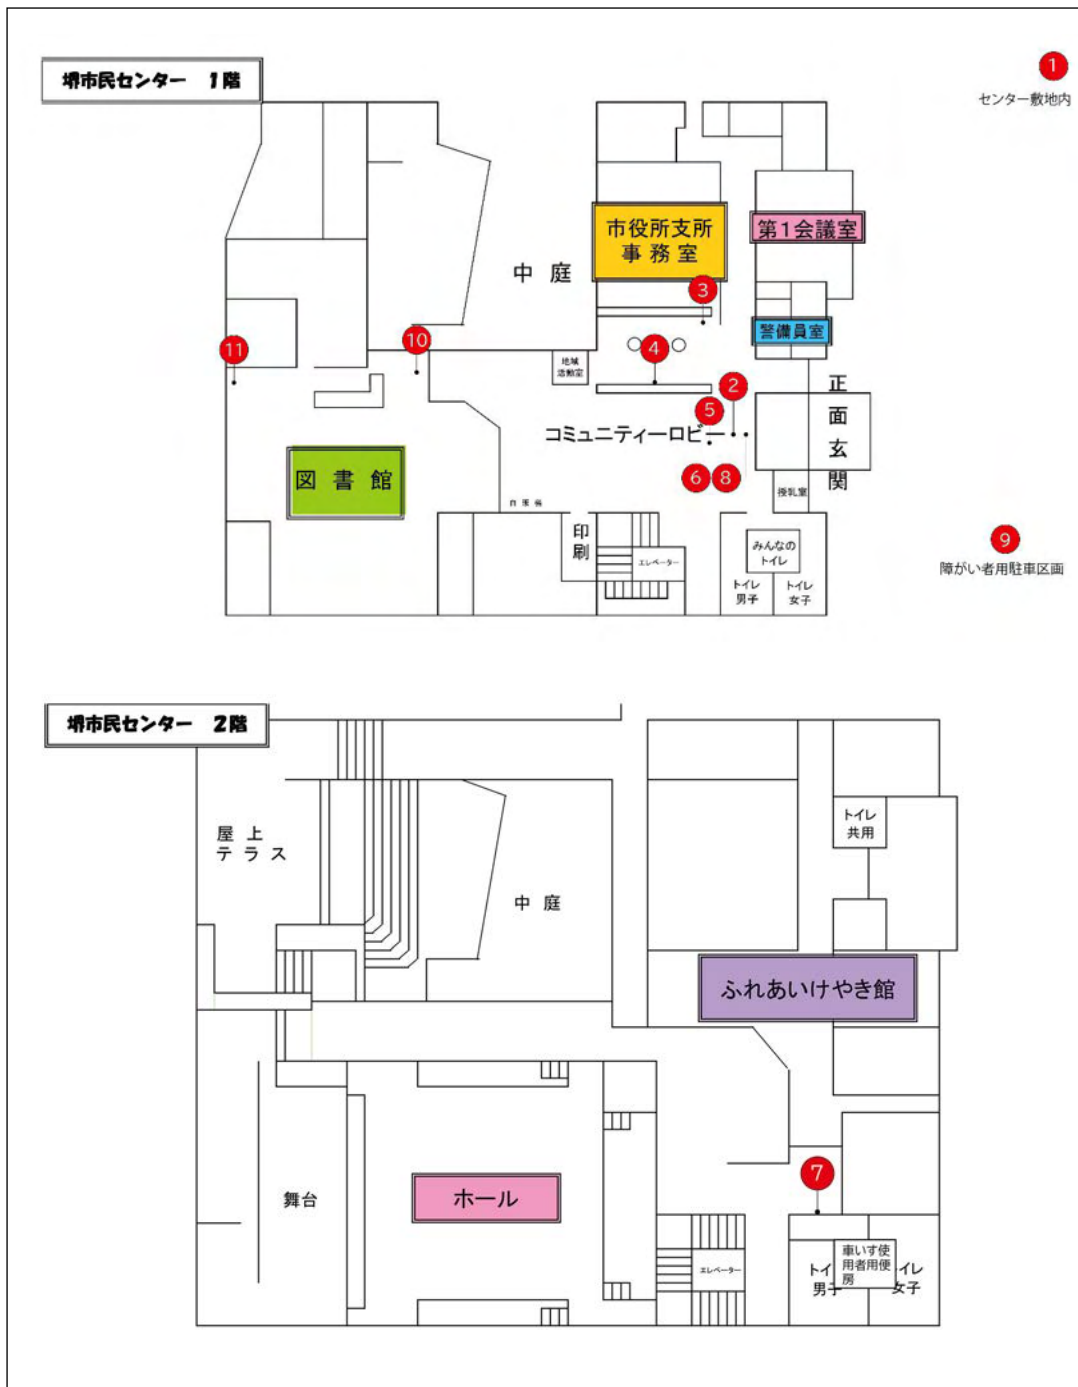 堺市民センター 1階
1
センター敷地内
市役所支所
事務室
第1会議室
中庭
3
警備員室
10
11
4
地域
活動室
2
正面玄関
5
コミュニティーロビー
図書館
6
8
授乳室
印刷
みんなの
トイレ
エレベーター
トイレ
男子
トイレ
女子
9
障がい者用駐車区画
堺市民センター 2階
トイレ
共用
屋上
テラス
中庭
ふれあいけやき館
7
舞台
ホール
エレベーター
車いす使
用者用便
房
トイ
男子
トイレ
女子